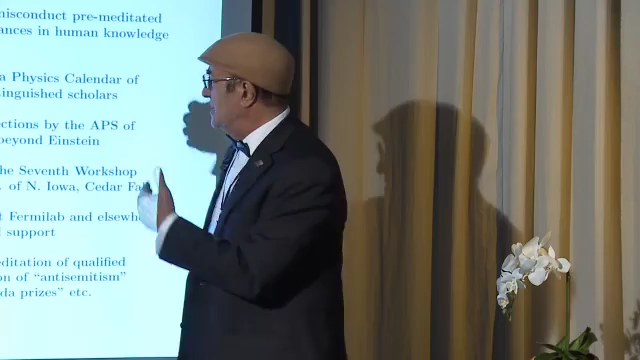 misconduct pre-meditated
ances in human knowledge
a Physics Calendar of
inguished scholars
ctions by the APS of
beyond Einstein
he Seventh Workshop
. of N. Iowa, Cedar Fa
t Fermilab and elsewh
l support
editation of qualified
on of “antisemitism”
da prizes” etc.